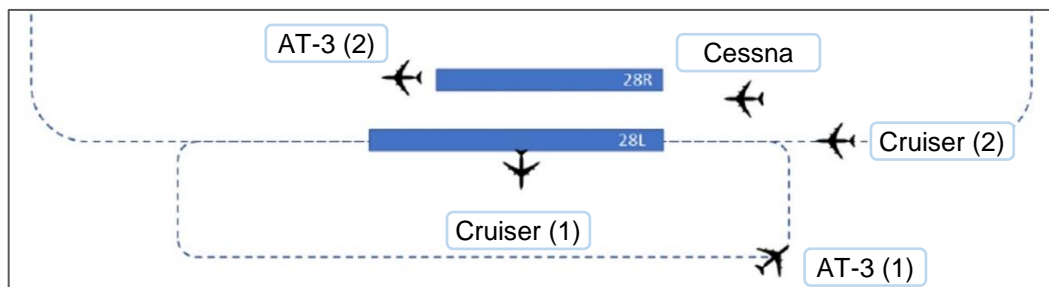 AT-3 (2)
Cessna
28R
28L
Cruiser (2)
Cruiser (1)
AT-3 (1)